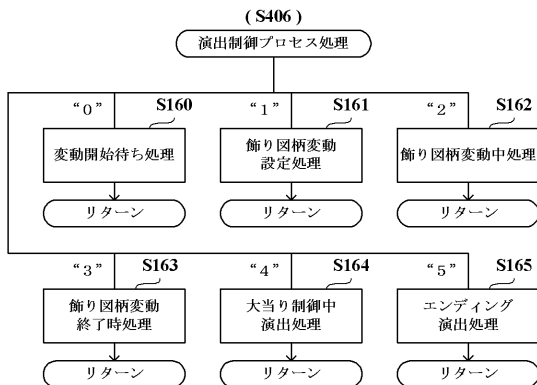 (S406)
演出制御プロセス処理
“0” S160
変動開始待ち処理
リターン
“1” S161
飾り図柄変動
設定処理
リターン
“2” S162
飾り図柄変動中処理
リターン
“3” S163
飾り図柄変動
終了時処理
リターン
“4” S164
大当り制御中
演出処理
リターン
“5” S165
エンディング
演出処理
リターン